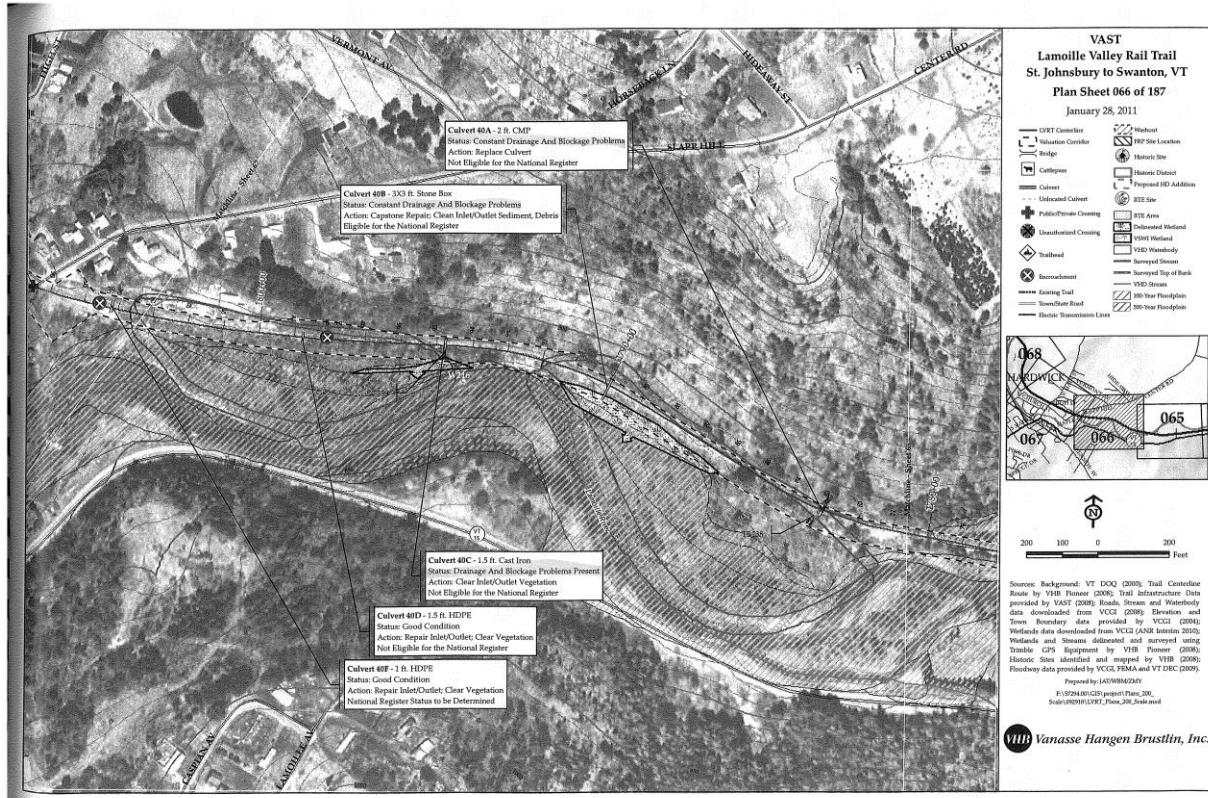 VAST
Lamoille Valley Rail Trail
St. Johnsbury to Swanton, VT
Plan Sheet 066 of 187
January 28, 2011
LVRT Centerline
Valuation Corridor
Bridge
Cattlepass
Culvert
Unlocated Culvert
Public/Private Crossing
Unauthorized Crossing
Trailhead
Encroachment
Existing Trail
Town/State Road
Electric Transmission Lines
Washout
Historic Site
Historic District
Proposed HD Addition
RTE Site
RTE Area
Delineated Wetland
VSWI Wetland
VHD Waterbody
Surveyed Stream
Surveyed Top of Bank
VHD Stream
100-Year Floodplain
500-Year Floodplain
HIGH ST
VERMONT AV
HORSEBACK LN
HIDEAWAY ST
CENTER RD
SLAPP HILL
Culvert 40A - 2 ft. CMP
Status: Constant Drainage And Blockage Problems
Action: Replace Culvert
Not Eligible for the National Register
Culvert 40B - 3X3 ft. Stone Box
Status: Constant Drainage And Blockage Problems
Action: Capstone Repair; Clean Inlet/Outlet Sediment, Debris
Eligible for the National Register
VT
15
Culvert 40C - 1.5 ft. Cast Iron
Status: Drainage And Blockage Problems Present
Action: Clear Inlet/Outlet Vegetation
Not Eligible for the National Register
Culvert 40D - 1.5 ft. HDPE
Status: Good Condition
Action: Repair Inlet/Outlet; Clear Vegetation
Not Eligible for the National Register
Culvert 40F - 1 ft. HDPE
Status: Good Condition
Action: Repair Inlet/Outlet; Clear Vegetation
National Register Status to be Determined
CASPIAN AV
LAMOILLE AV
068
HARDWICK
CENTER RD
065
067
066
N
200 100 0 200
Feet
Sources: Background: VT DOQ (2000); Trail Centerline
Route by VHB Pioneer (2008); Trail Infrastructure Data
provided by VAST (2008); Roads, Stream and Waterbody
data downloaded from VCGI (2008); Elevation and
Town Boundary data provided by VCGI (2004);
Wetlands data downloaded from VCGI (ANR Interim 2010);
Wetlands and Streams delineated and surveyed using
Trimble GPS Equipment by VHB Pioneer (2008);
Historic Sites identified and mapped by VHB (2008);
Floodway data provided by VCGI, FEMA and VT DEC (2009).
Prepared by: JAT/WBM/ZMY
VHB Vanasse Hangen Brustlin, Inc.